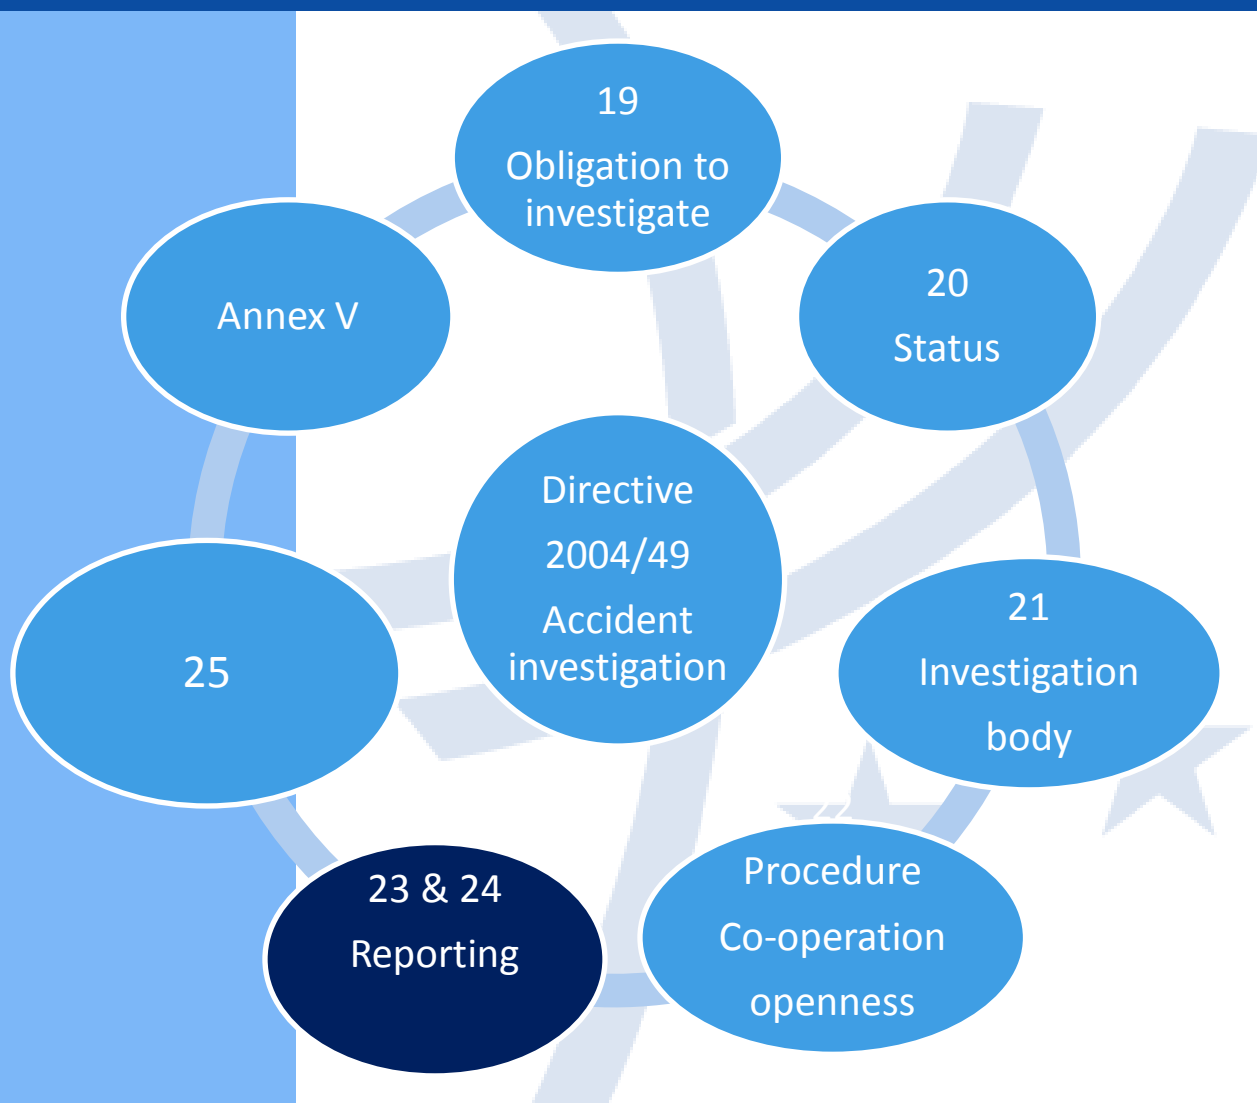 19
Obligation to
investigate
20
Status
Annex V
Directive
2004/49
Accident
investigation
21
Investigation
body
25
22
Procedure
Co-operation
openness
23 & 24
Reporting